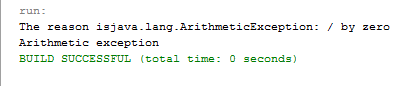 run:
The reason isjava.lang.ArithmeticException: / by zero
Arithmetic exception
BUILD SUCCESSFUL (total time: 0 seconds)